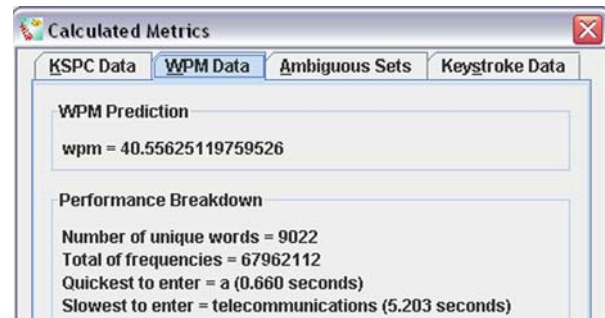 Calculated Metrics
KSPC Data WPM Data Ambiguous Sets Keystroke Data
WPM Prediction
wpm = 40.55625119759526
Performance Breakdown
Number of unique words = 9022
Total of frequencies = 67962112
Quickest to enter = a (0.660 seconds)
Slowest to enter = telecommunications (5.203 seconds)